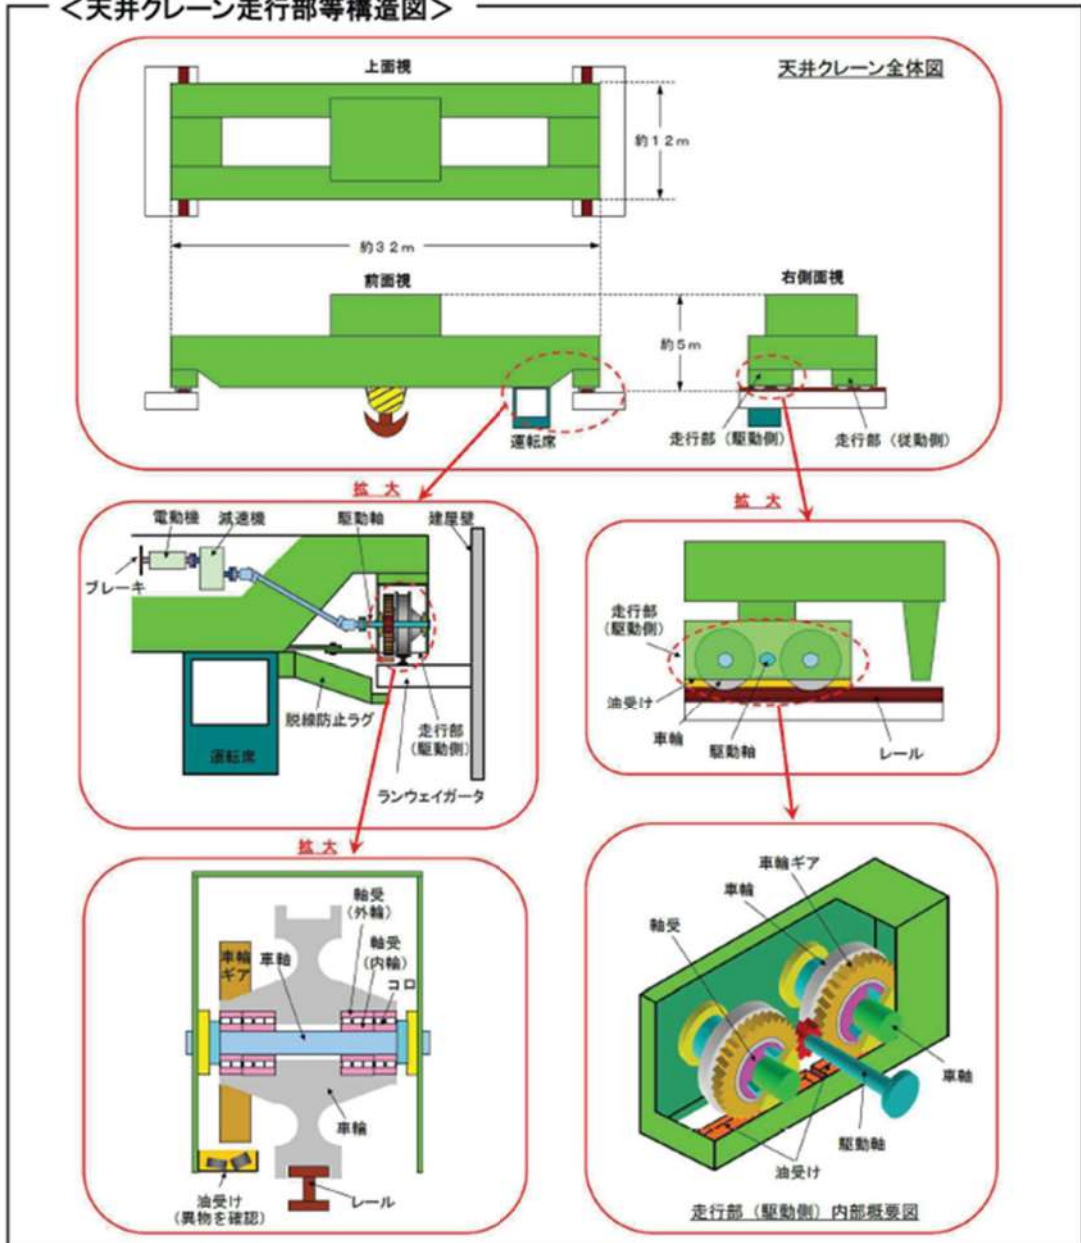 ＜天井クレーン走行部等構造図＞
上面視
天井クレーン全体図
約１２ｍ
約３２ｍ
前面視
右側面視
約５ｍ
運転席
走行部（駆動側）
走行部（従動側）
拡 大
拡 大
電動機
減速機
駆動軸
建屋壁
ブレーキ
脱線防止ラグ
走行部
（駆動側）
運転席
ランウェイガータ
走行部
（駆動側）
油受け
車輪
駆動軸
レール
拡 大
軸受
（外輪）
軸受
（内輪）
コロ
車輪
ギア
車軸
車輪
油受け
（異物を確認）
レール
車輪ギア
車輪
軸受
車軸
駆動軸
油受け
走行部（駆動側）内部概要図